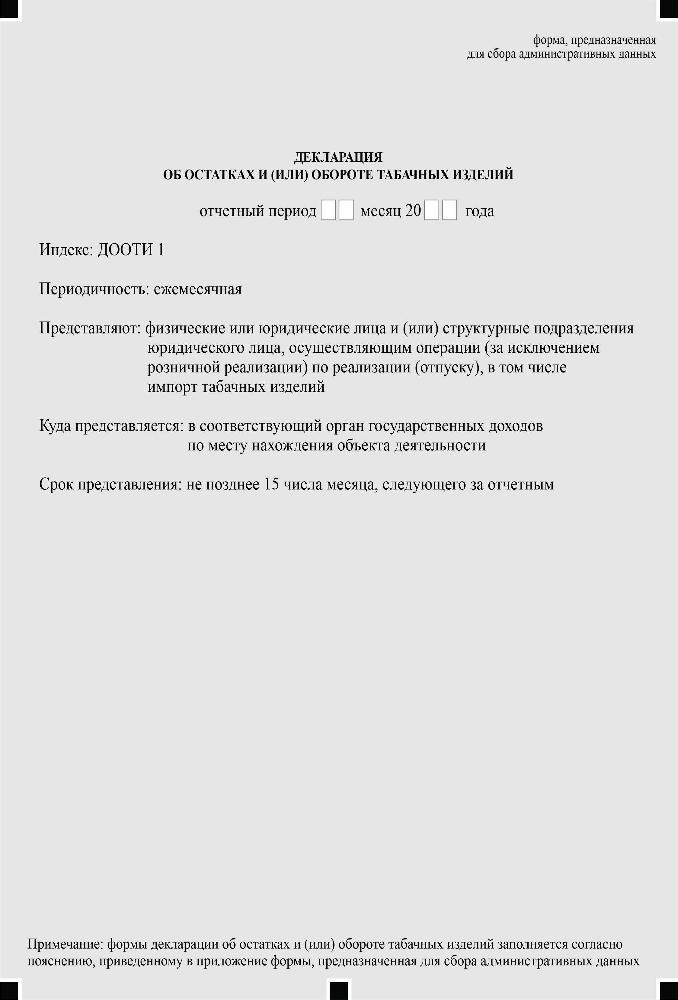 форма, предназначенная
для сбора административных данных
ДЕКЛАРАЦИЯ
ОБ ОСТАТКАХ И (ИЛИ) ОБОРОТЕ ТАБАЧНЫХ ИЗДЕЛИЙ
отчетный период месяц 20 года
Индекс: ДООТИ 1
Периодичность: ежемесячная
Представляют: физические или юридические лица и (или) структурные подразделения
юридического лица, осуществляющим операции (за исключением
розничной реализации) по реализации (отпуску), в том числе
импорт табачных изделий
Куда представляется: в соответствующий орган государственных доходов
по месту нахождения объекта деятельности
Срок представления: не позднее 15 числа месяца, следующего за отчетным
Примечание: формы декларации об остатках и (или) обороте табачных изделий заполняется согласно
пояснению, приведенному в приложение формы, предназначенная для сбора административных данных